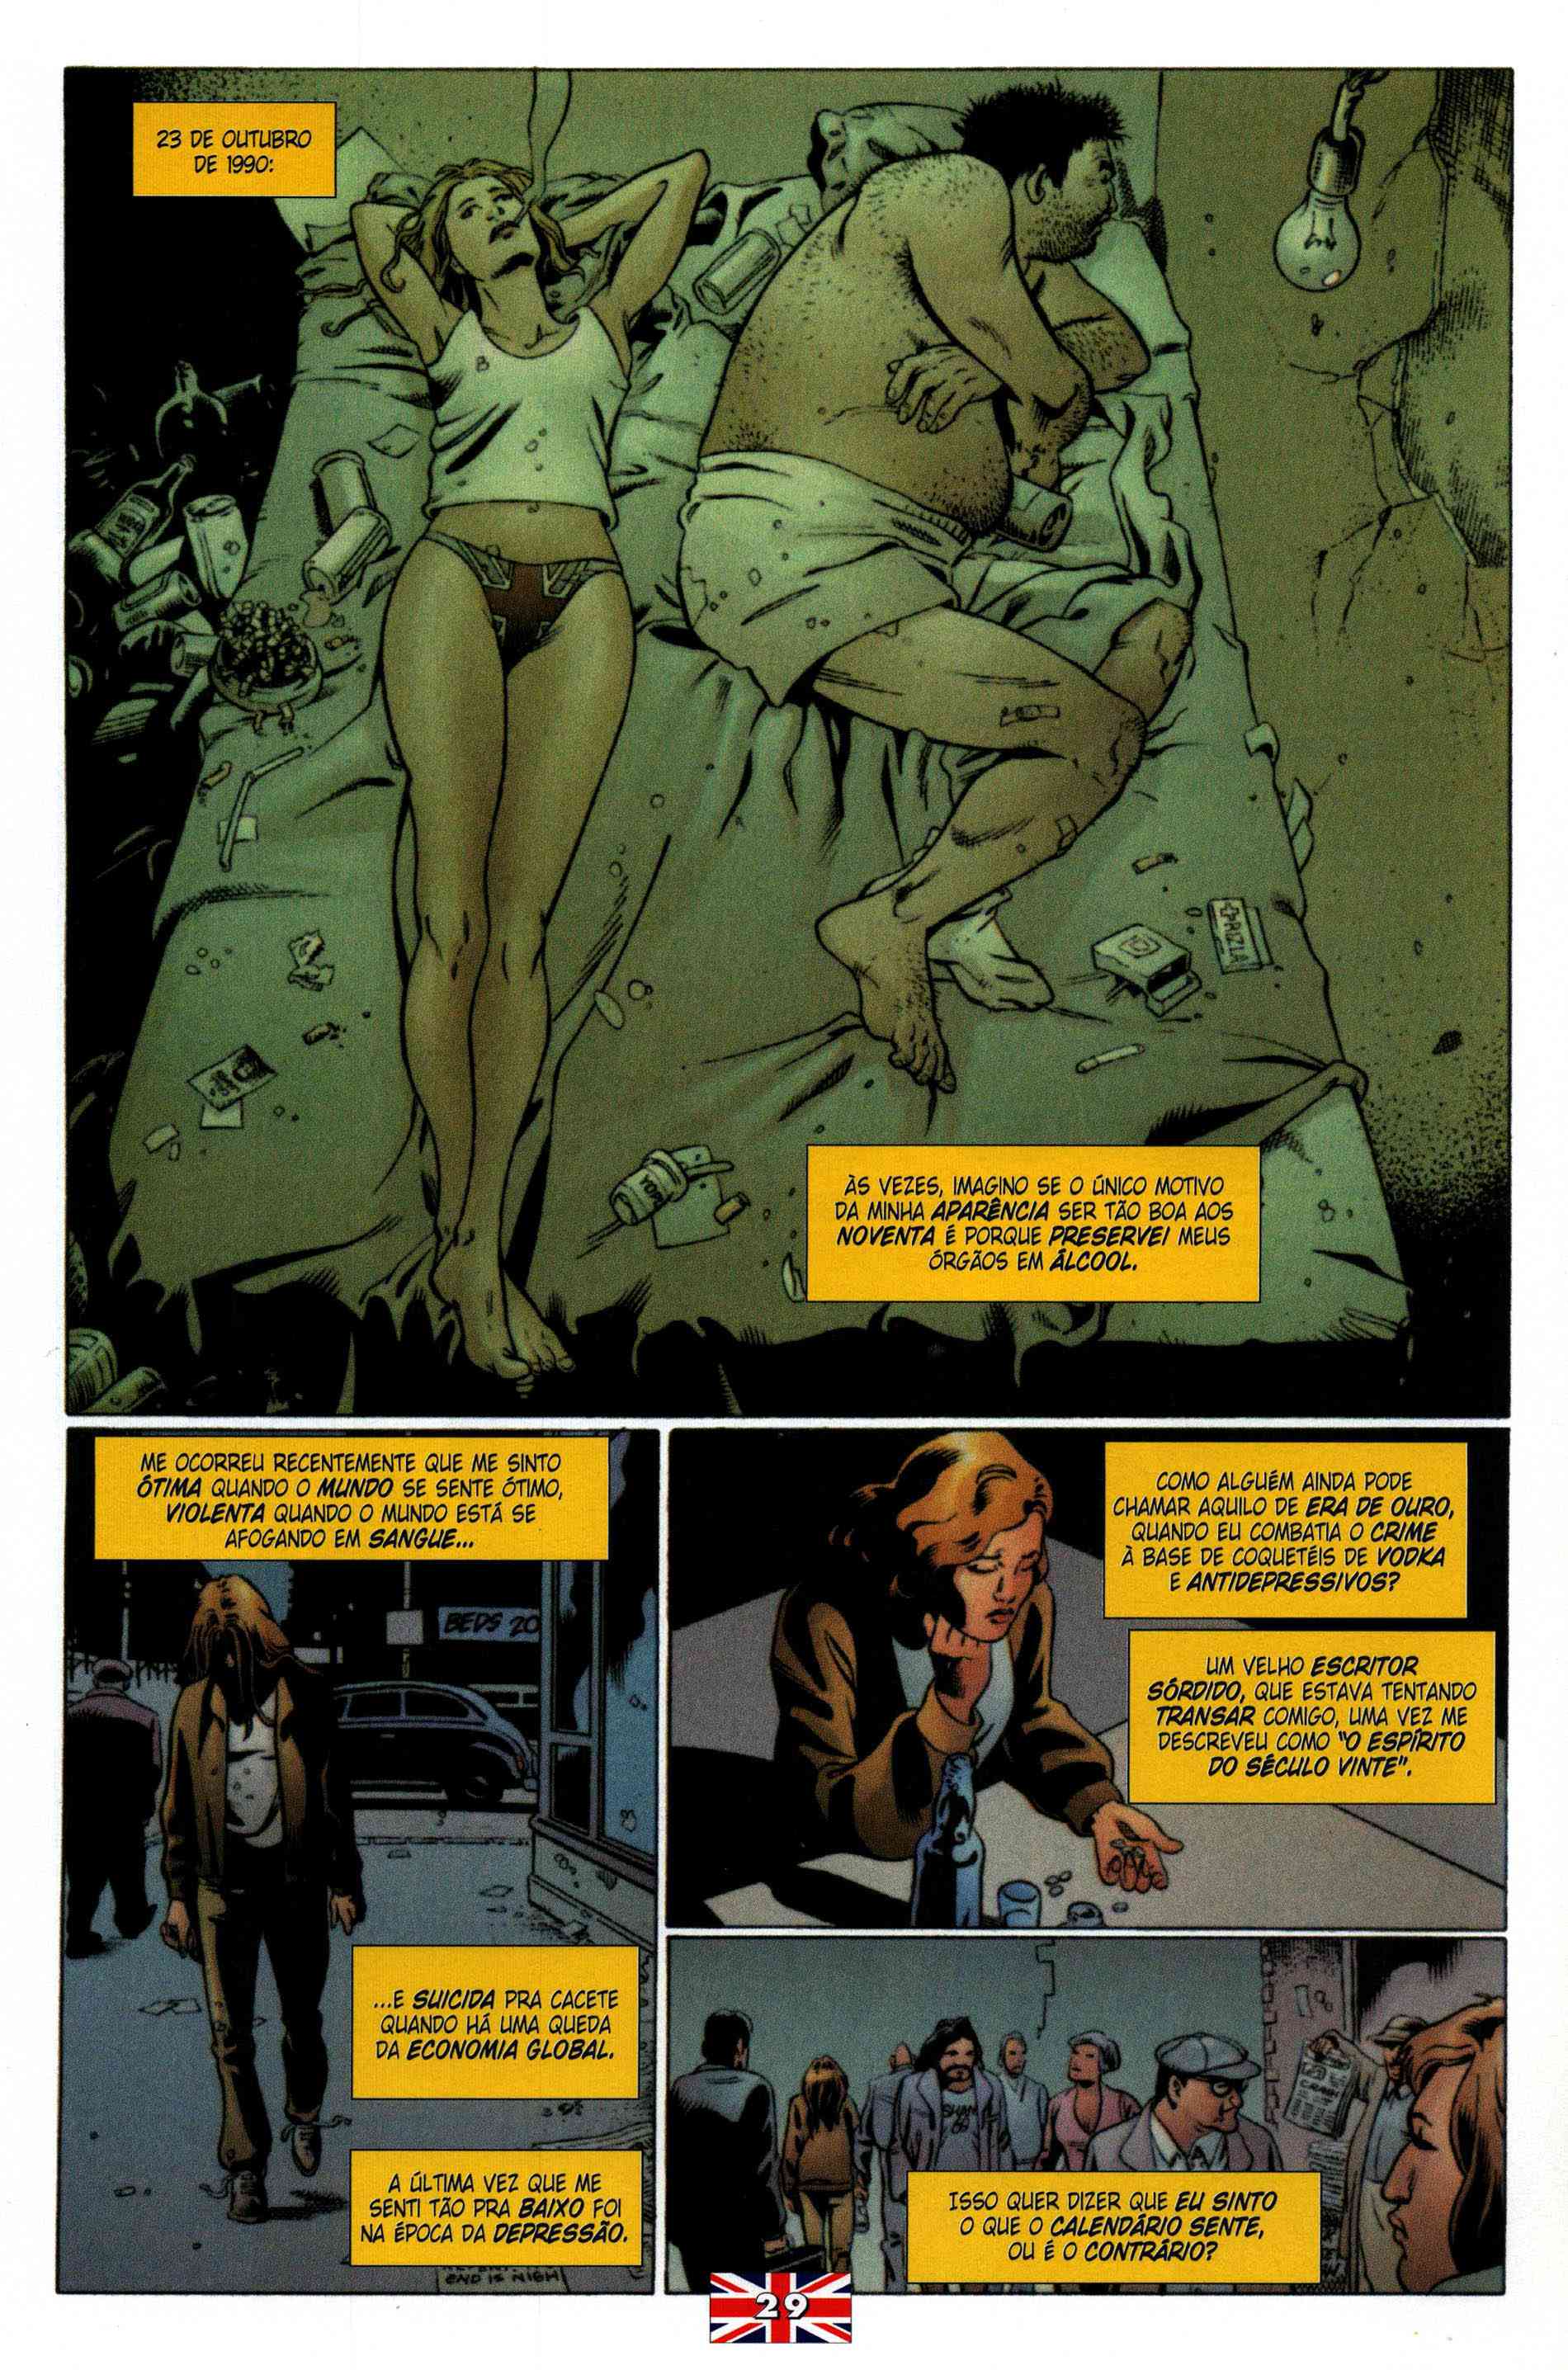 23 DE OUTUBRO
DE 1990:
PRIZLA
ÀS VEZES, IMAGINO SE O ÚNICO MOTIVO
DA MINHA APARÊNCIA SER TÃO BOA AOS
NOVENTA É PORQUE PRESERVEI MEUS
ÓRGÃOS EM ÁLCOOL.
ME OCORREU RECENTEMENTE QUE ME SINTO
ÓTIMA QUANDO O MUNDO SE SENTE ÓTIMO,
VIOLENTA QUANDO O MUNDO ESTÁ SE
AFOGANDO EM SANGUE...
BEDS 20
...E SUICIDA PRA CACETE
QUANDO HÁ UMA QUEDA
DA ECONOMIA GLOBAL.
A ÚLTIMA VEZ QUE ME
SENTI TÃO PRA BAIXO FOI
NA ÉPOCA DA DEPRESSÃO.
END IS NIGH
COMO ALGUÉM AINDA PODE
CHAMAR AQUILO DE ERA DE OURO,
QUANDO EU COMBATIA O CRIME
À BASE DE COQUETÉIS DE VODKA
E ANTIDEPRESSIVOS?
UM VELHO ESCRITOR
SÓRDIDO, QUE ESTAVA TENTANDO
TRANSAR COMIGO, UMA VEZ ME
DESCREVEU COMO "O ESPÍRITO
DO SÉCULO VINTE".
ISSO QUER DIZER QUE EU SINTO
O QUE O CALENDÁRIO SENTE,
OU É O CONTRÁRIO?
29